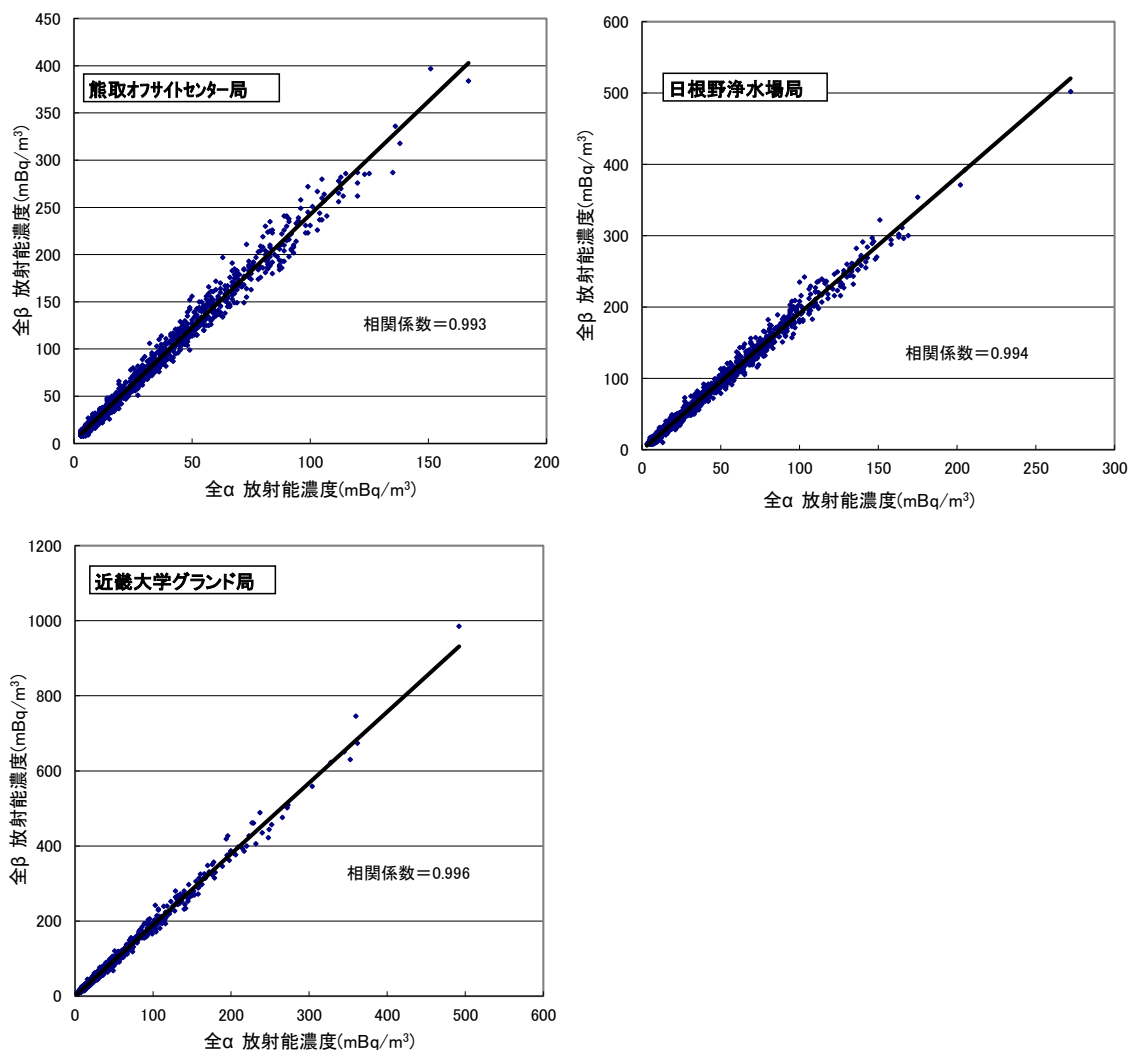 450
400
350
300
250
200
150
100
50
0
全β 放射能濃度(mBq/m³)
熊取オフサイトセンター局
相関係数=0.993
0 50 100 150 200
全α 放射能濃度(mBq/m³)
600
500
400
300
200
100
0
全β 放射能濃度(mBq/m³)
日根野浄水場局
相関係数=0.994
0 50 100 150 200 250 300
全α 放射能濃度(mBq/m³)
1200
1000
800
600
400
200
0
全β 放射能濃度(mBq/m³)
近畿大学グランド局
相関係数=0.996
0 100 200 300 400 500 600
全α 放射能濃度(mBq/m³)